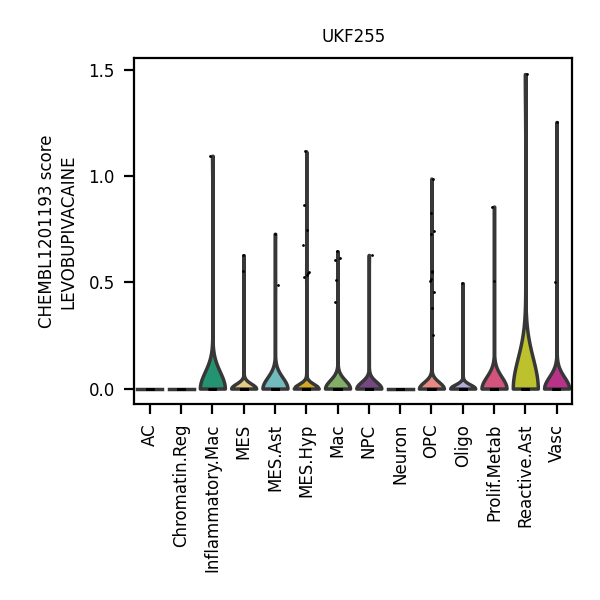 UKF255
CHEMBL1201193 score
LEVOBUPIVACAINE
1.5
1.0
0.5
0.0
AC
Chromatin.Reg
Inflammatory.Mac
MES
MES.Ast
MES.Hyp
Mac
NPC
Neuron
OPC
Oligo
Prolif.Metab
Reactive.Ast
Vasc